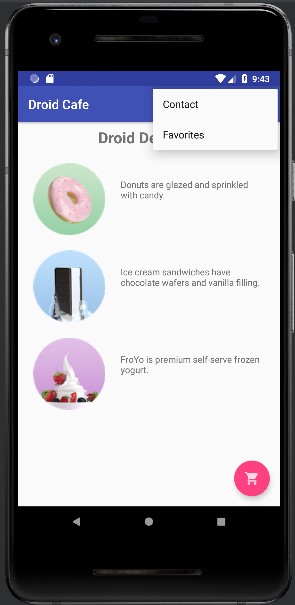 9:43
Droid Cafe
Contact
Favorites
Droid De
Donuts are glazed and sprinkled
with candy.
Ice cream sandwiches have
chocolate wafers and vanilla filling.
FroYo is premium self-serve frozen
yogurt.